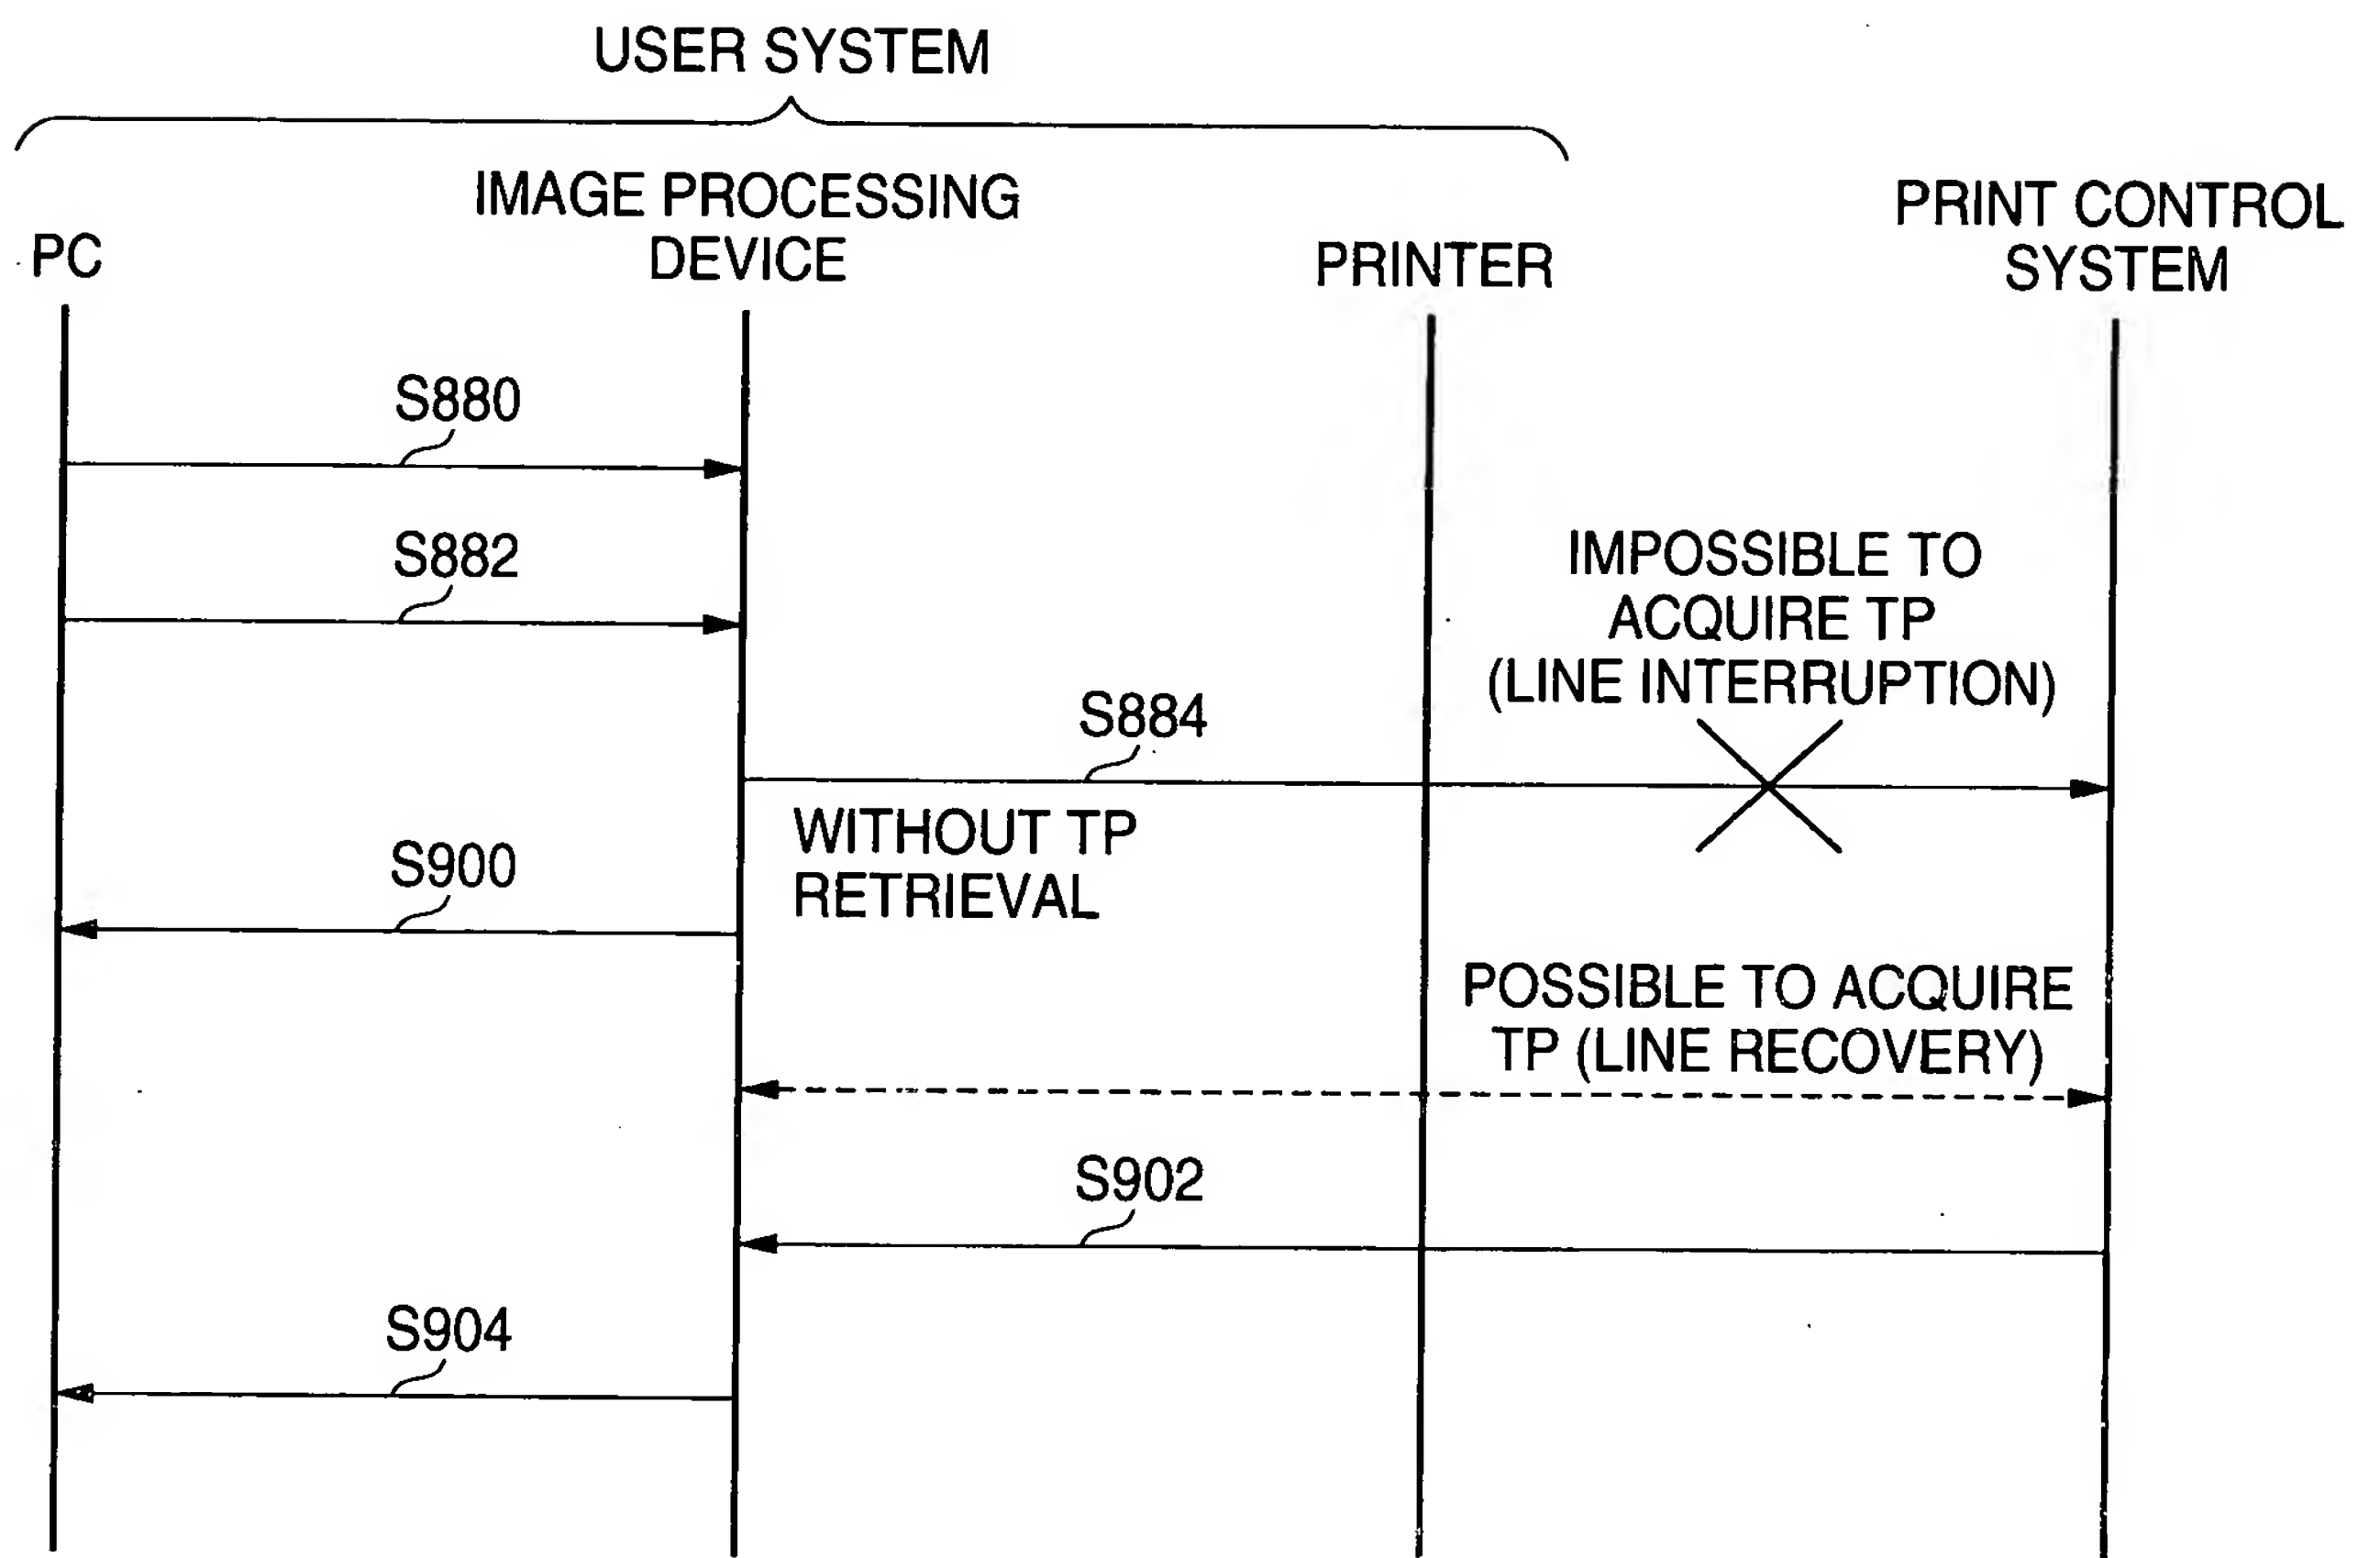 USER SYSTEM
IMAGE PROCESSING
DEVICE
PC
PRINTER
PRINT CONTROL
SYSTEM
S880
S882
IMPOSSIBLE TO
ACQUIRE TP
(LINE INTERRUPTION)
S884
WITHOUT TP
RETRIEVAL
S900
POSSIBLE TO ACQUIRE
TP (LINE RECOVERY)
S902
S904